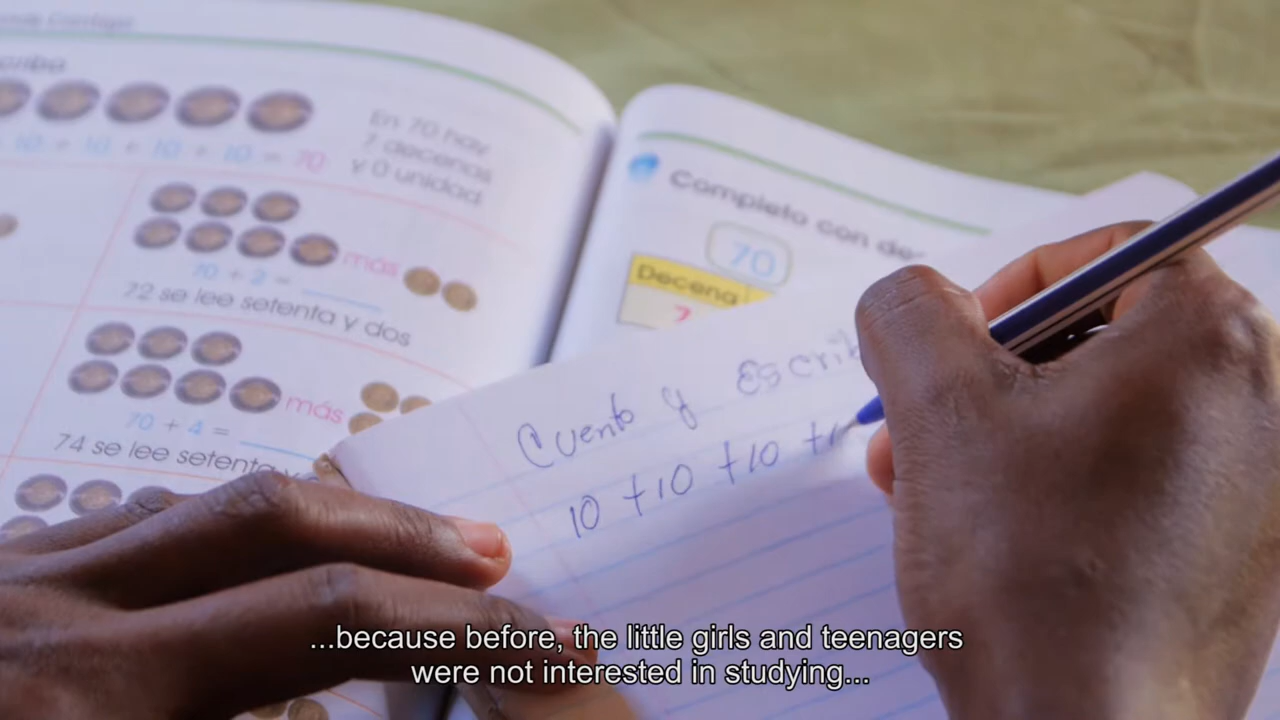 10 + 10 + 10 + 10 = 70
En 70 hay
7 decenas
y 0 unidad
más
70 + 2 =
72 se lee setenta y dos
más
70 + 4 =
74 se lee setenta y
Completo con
70
Decena
7
Cuento y Escrib
10 + 10 + 10 + 1
...because before, the little girls and teenagers
were not interested in studying...